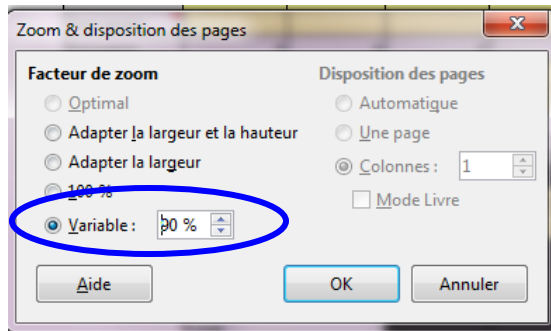 Zoom & disposition des pages
Facteur de zoom
Optimal
Adapter la largeur et la hauteur
Adapter la largeur
100 %
Variable : 90 %
Disposition des pages
Automatique
Une page
Colonnes : 1
Mode Livre
Aide
OK
Annuler